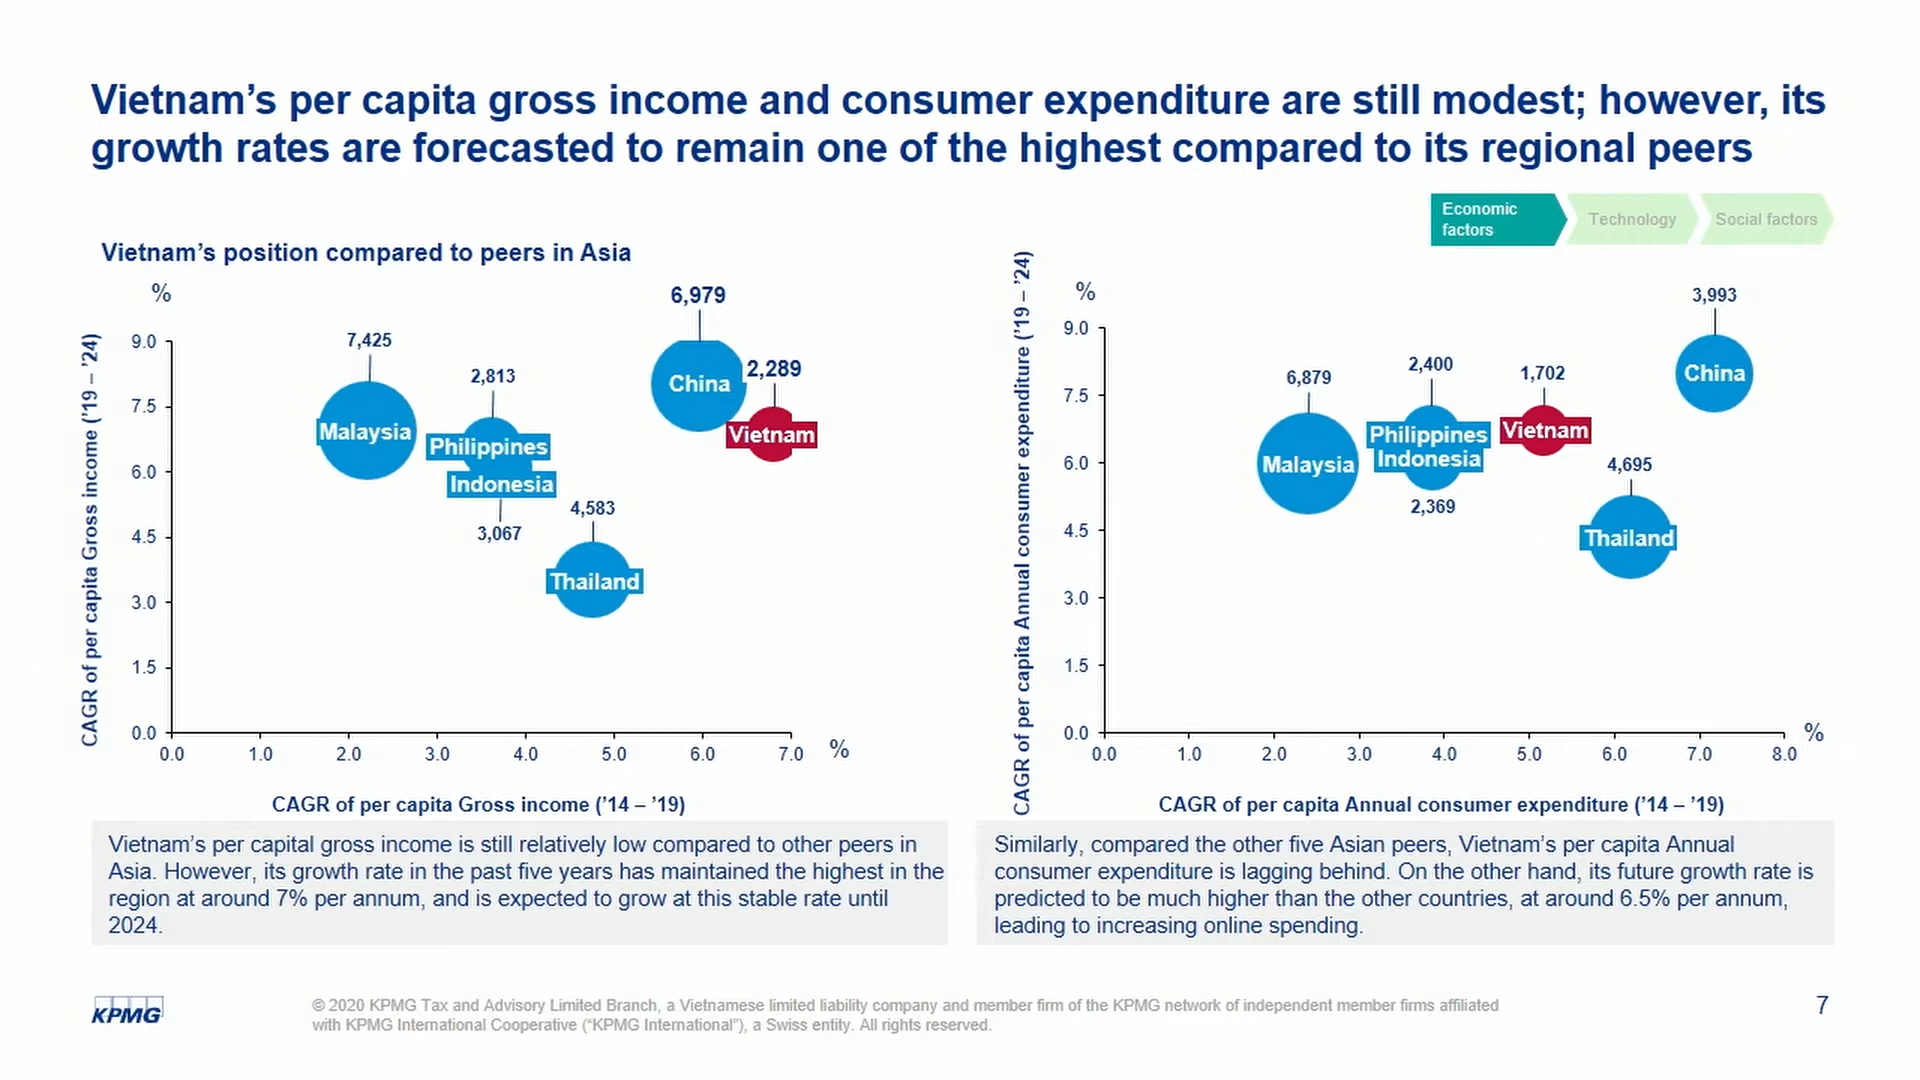 Vietnam’s per capita gross income and consumer expenditure are still modest; however, its
growth rates are forecasted to remain one of the highest compared to its regional peers
Economic
factors
Technology
Social factors
Vietnam’s position compared to peers in Asia
%
CAGR of per capita Gross income (’19 – ’24)
9.0
7.5
6.0
4.5
3.0
1.5
0.0
7,425
Malaysia
2,813
Philippines
Indonesia
3,067
4,583
Thailand
6,979
China
2,289
Vietnam
0.0 1.0 2.0 3.0 4.0 5.0 6.0 7.0 %
CAGR of per capita Gross income (’14 – ’19)
Vietnam’s per capital gross income is still relatively low compared to other peers in
Asia. However, its growth rate in the past five years has maintained the highest in the
region at around 7% per annum, and is expected to grow at this stable rate until
2024.
%
CAGR of per capita Annual consumer expenditure (’19 – ’24)
9.0
7.5
6.0
4.5
3.0
1.5
0.0
6,879
Malaysia
2,400
Philippines
Indonesia
2,369
1,702
Vietnam
4,695
Thailand
3,993
China
0.0 1.0 2.0 3.0 4.0 5.0 6.0 7.0 8.0 %
CAGR of per capita Annual consumer expenditure (’14 – ’19)
Similarly, compared the other five Asian peers, Vietnam’s per capita Annual
consumer expenditure is lagging behind. On the other hand, its future growth rate is
predicted to be much higher than the other countries, at around 6.5% per annum,
leading to increasing online spending.
KPMG
© 2020 KPMG Tax and Advisory Limited Branch, a Vietnamese limited liability company and member firm of the KPMG network of independent member firms affiliated
with KPMG International Cooperative (“KPMG International”), a Swiss entity. All rights reserved.
7